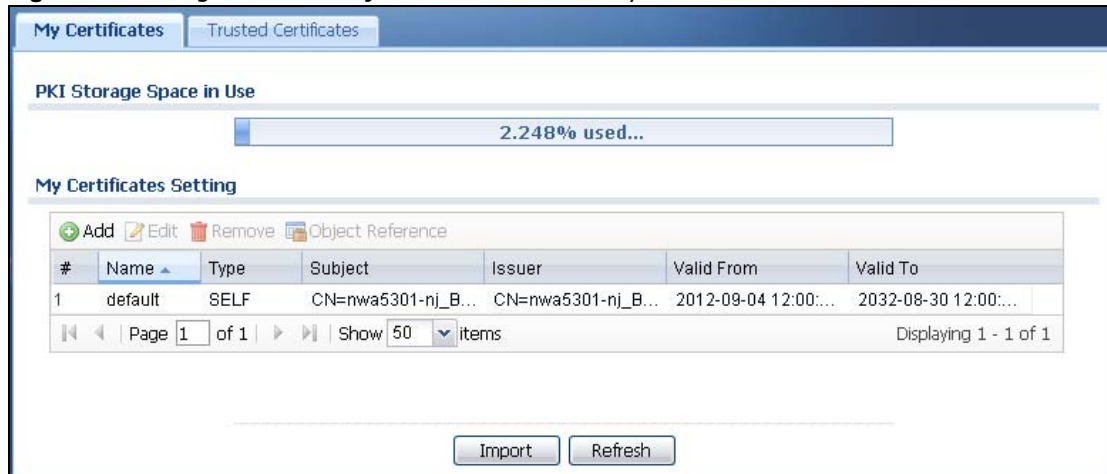 My Certificates Trusted Certificates
PKI Storage Space in Use
2.248% used...
My Certificates Setting
Add Edit Remove Object Reference
# Name Type Subject Issuer Valid From Valid To
1 default SELF CN=nwa5301-nj_B... CN=nwa5301-nj_B... 2012-09-04 12:00:... 2032-08-30 12:00:...
Page 1 of 1 Show 50 items Displaying 1 - 1 of 1
Import Refresh